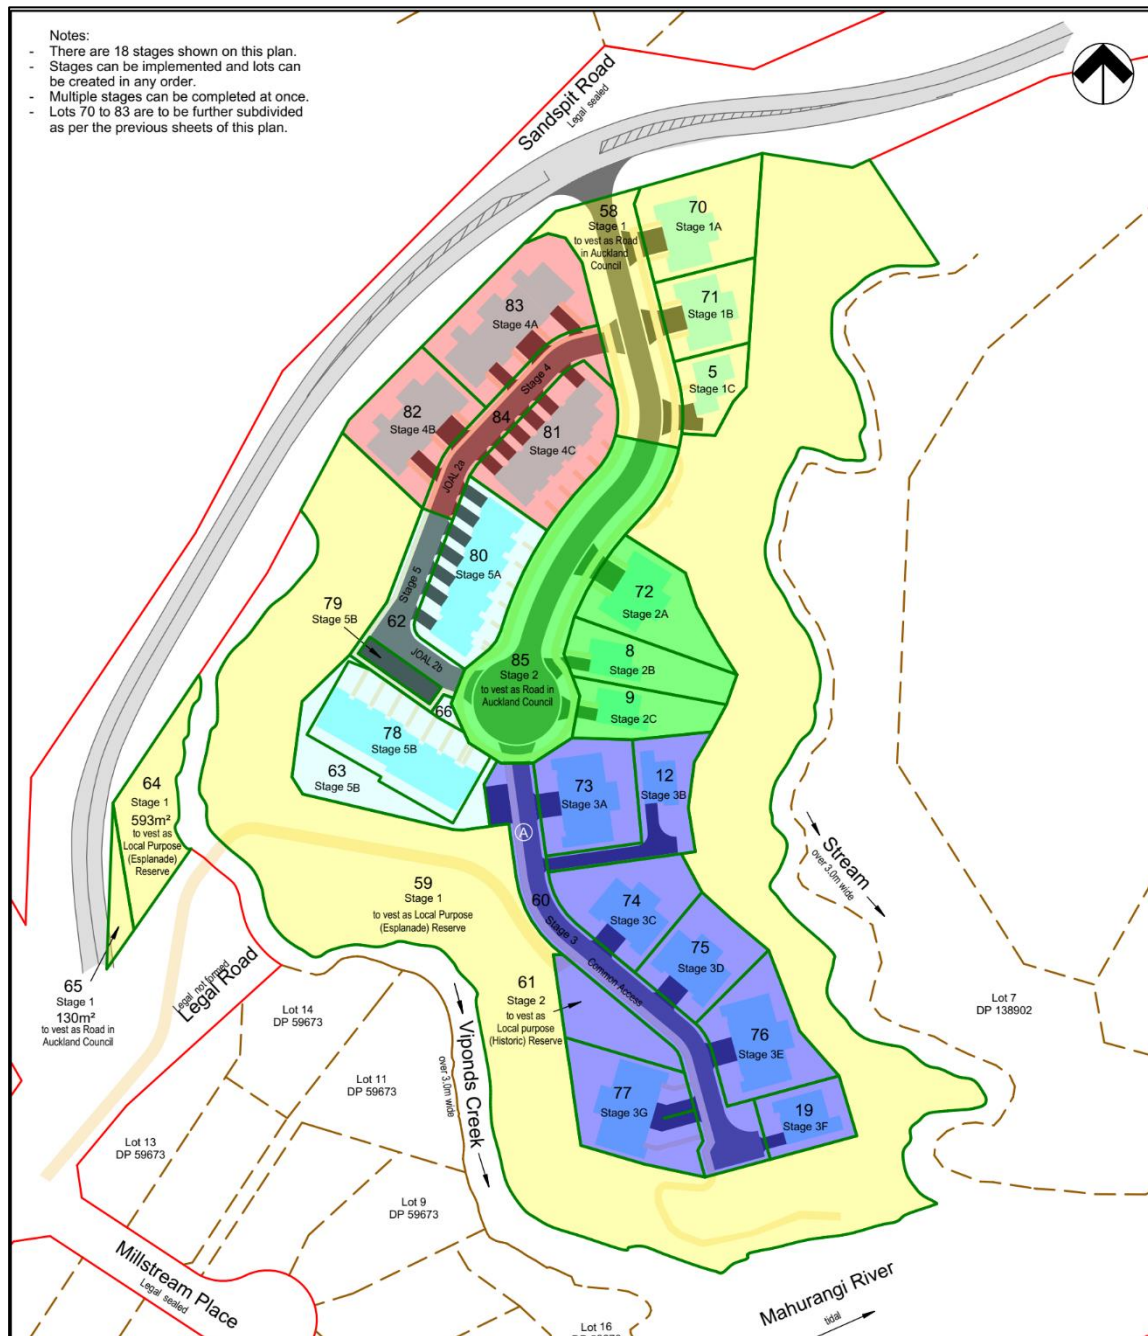 Notes:
- There are 18 stages shown on this plan.
- Stages can be implemented and lots can
be created in any order.
- Multiple stages can be completed at once.
- Lots 70 to 83 are to be further subdivided
as per the previous sheets of this plan.
Sandspit Road
Legal sealed
58
Stage 1
to vest as Road
in Auckland
Council
70
Stage 1A
71
Stage 1B
5
Stage 1C
83
Stage 4A
82
Stage 4B
Stage 4
84
JOAL 2a
81
Stage 4C
80
Stage 5A
Stage 5
62
JOAL 2b
79
Stage 5B
66
72
Stage 2A
8
Stage 2B
9
Stage 2C
85
Stage 2
to vest as Road in
Auckland Council
78
Stage 5B
63
Stage 5B
73
Stage 3A
12
Stage 3B
A
64
Stage 1
593m²
to vest as
Local Purpose
(Esplanade)
Reserve
Stream
over 3.0m wide
59
Stage 1
to vest as Local Purpose
(Esplanade) Reserve
60
Stage 3
Common Access
74
Stage 3C
75
Stage 3D
61
Stage 2
to vest as
Local purpose
(Historic) Reserve
76
Stage 3E
77
Stage 3G
19
Stage 3F
65
Stage 1
130m²
to vest as Road in
Auckland Council
Legal not formed
Legal Road
Lot 14
DP 59673
Lot 11
DP 59673
Lot 13
DP 59673
Lot 9
DP 59673
Viponds Creek
over 3.0m wide
Lot 7
DP 138902
Millstream Place
Legal sealed
Mahurangi River
tidal
Lot 16